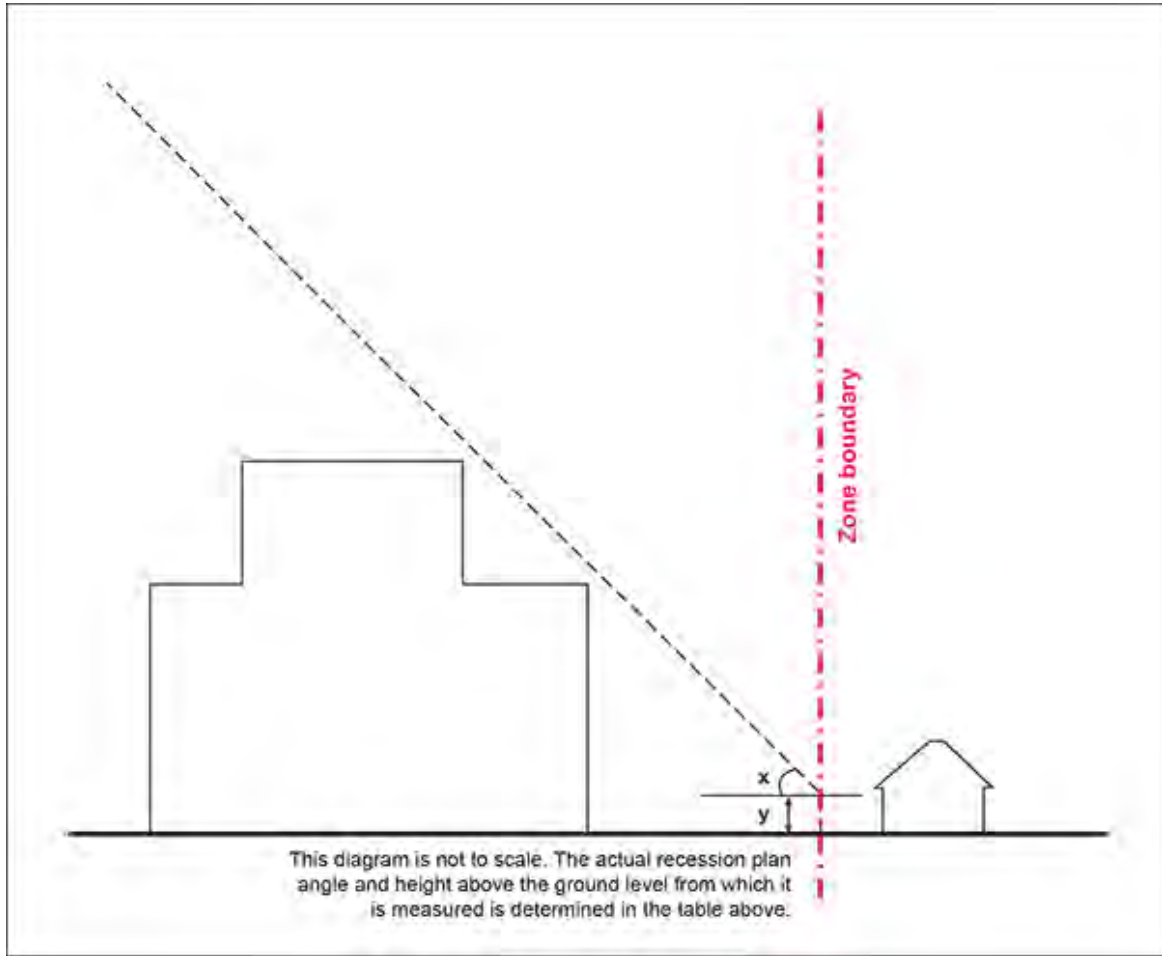 Zone boundary
x
y
This diagram is not to scale. The actual recession plan
angle and height above the ground level from which it
is measured is determined in the table above.